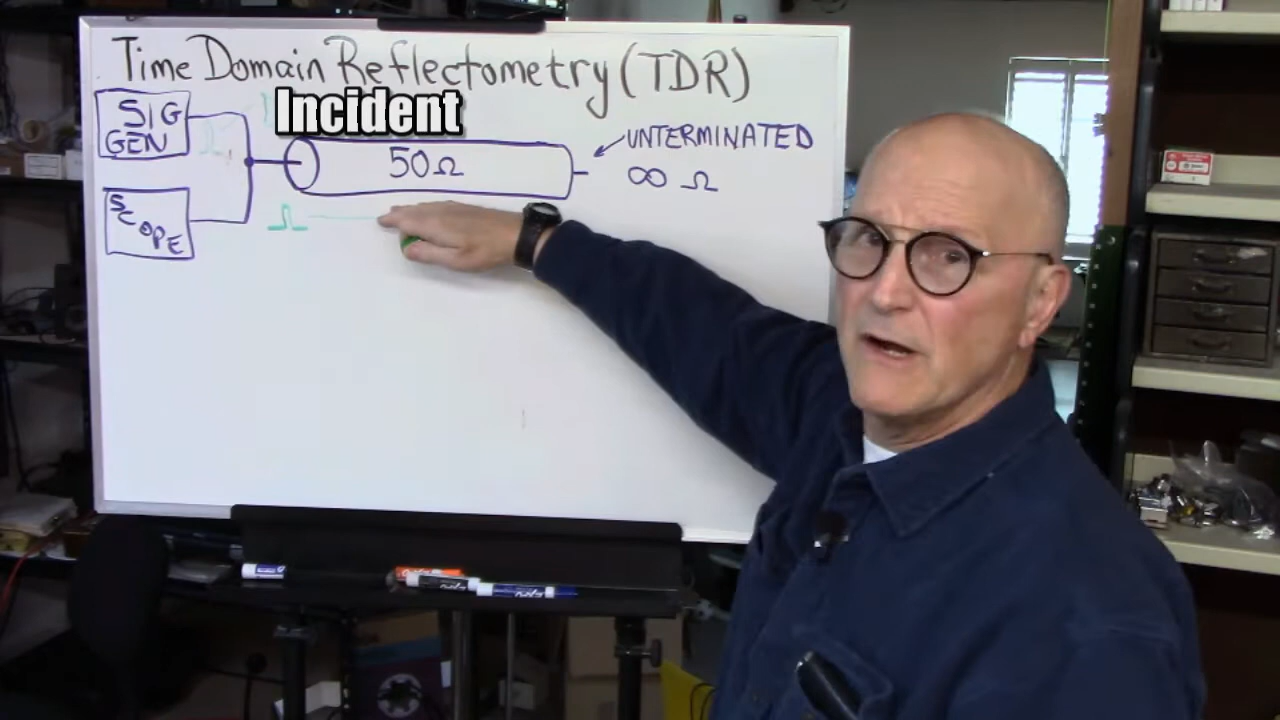 Time Domain Reflectometry (TDR)
Incident
SIG
GEN
50Ω
UNTERMINATED
∞ Ω
SCOPE